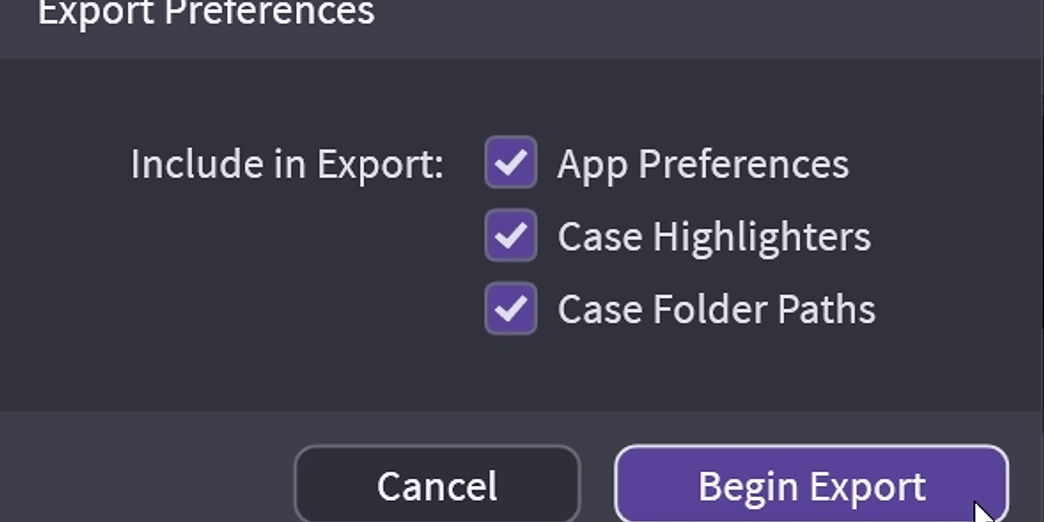 Export Preferences
Include in Export: App Preferences
Case Highlighters
Case Folder Paths
Cancel Begin Export